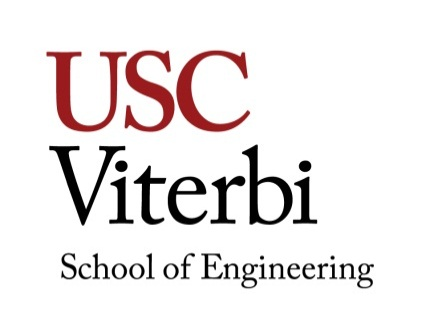 USC
Viterbi
School of Engineering